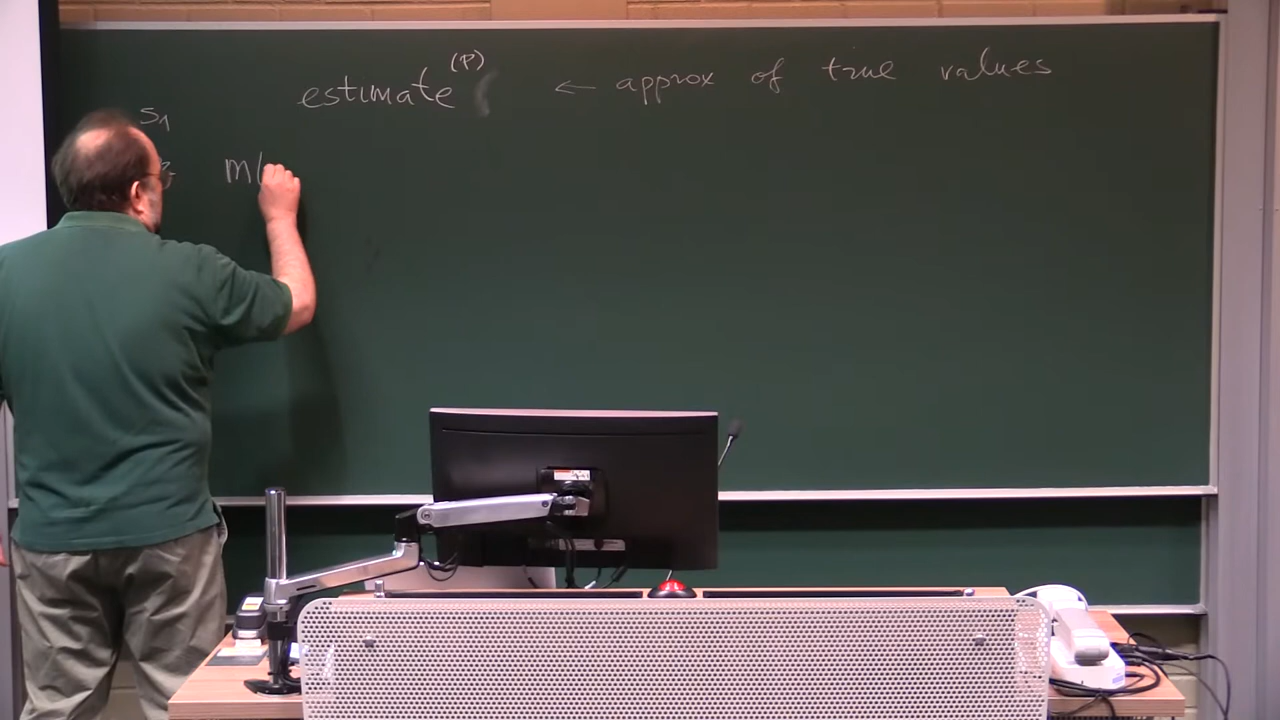 estimate (P) ← approx of true values
S1
m(